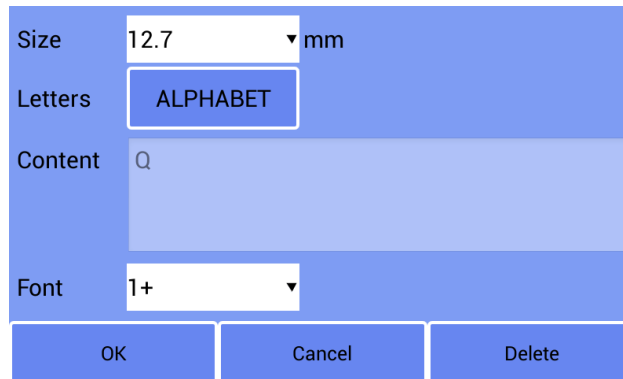 Size 12.7 ▼ mm
Letters ALPHABET
Content Q
Font 1+ ▼
OK Cancel Delete